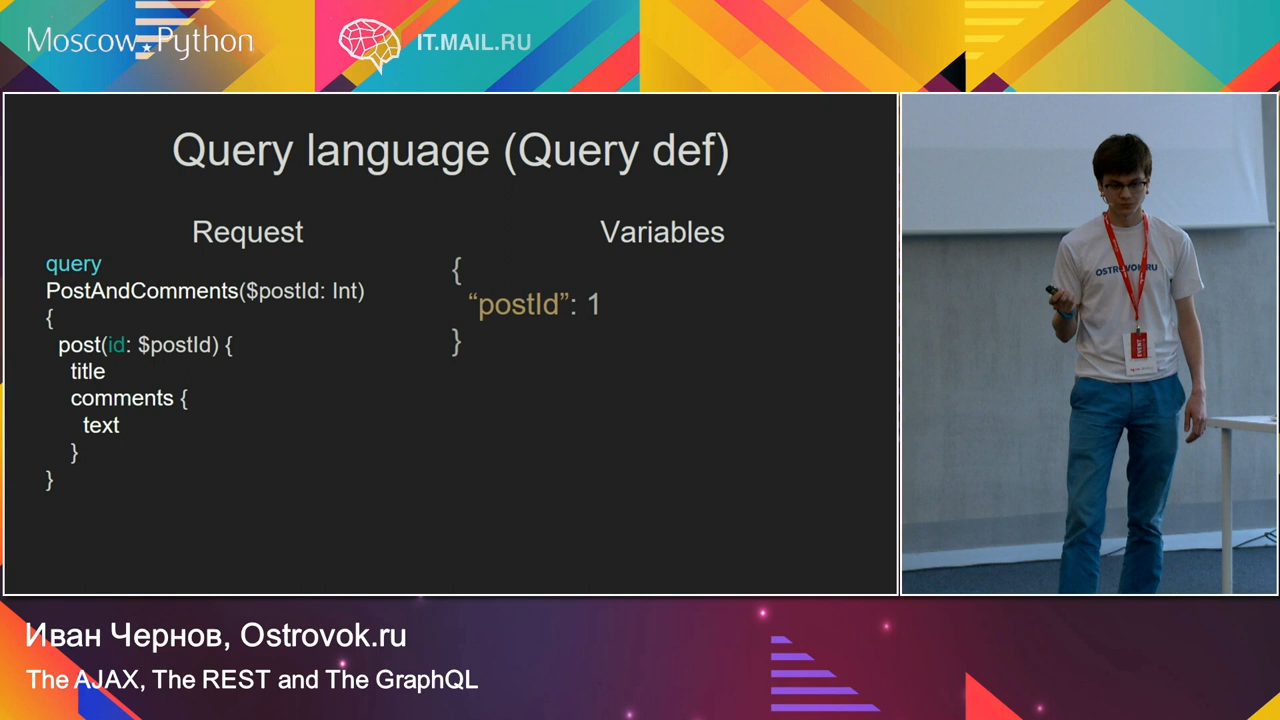 Moscow Python
IT.MAIL.RU
Query language (Query def)
Request
query
PostAndComments($postId: Int)
{
post(id: $postId) {
title
comments {
text
}
}
Variables
{
“postId”: 1
}
OSTROVOK.RU
EVENT
Иван Чернов, Ostrovok.ru
The AJAX, The REST and The GraphQL